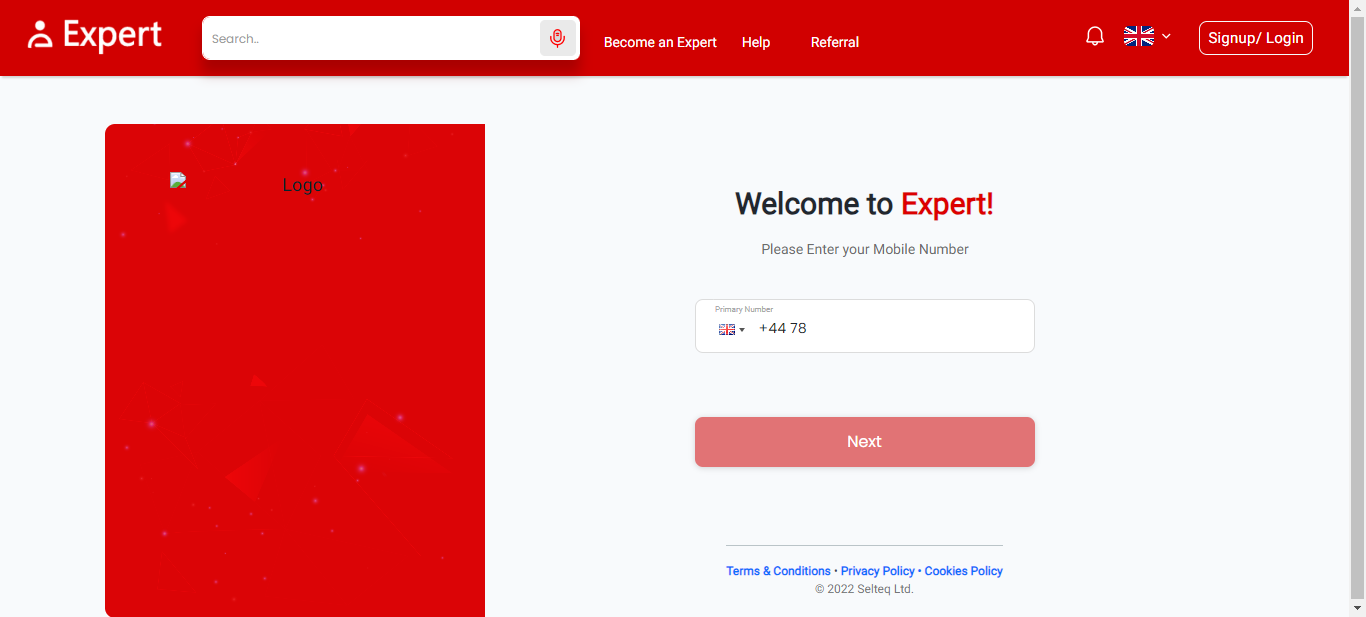 Expert
Search..
Become an Expert
Help
Referral
Signup/ Login
Logo
Welcome to Expert!
Please Enter your Mobile Number
Primary Number
+44 78
Next
Terms & Conditions • Privacy Policy • Cookies Policy
© 2022 Selteq Ltd.